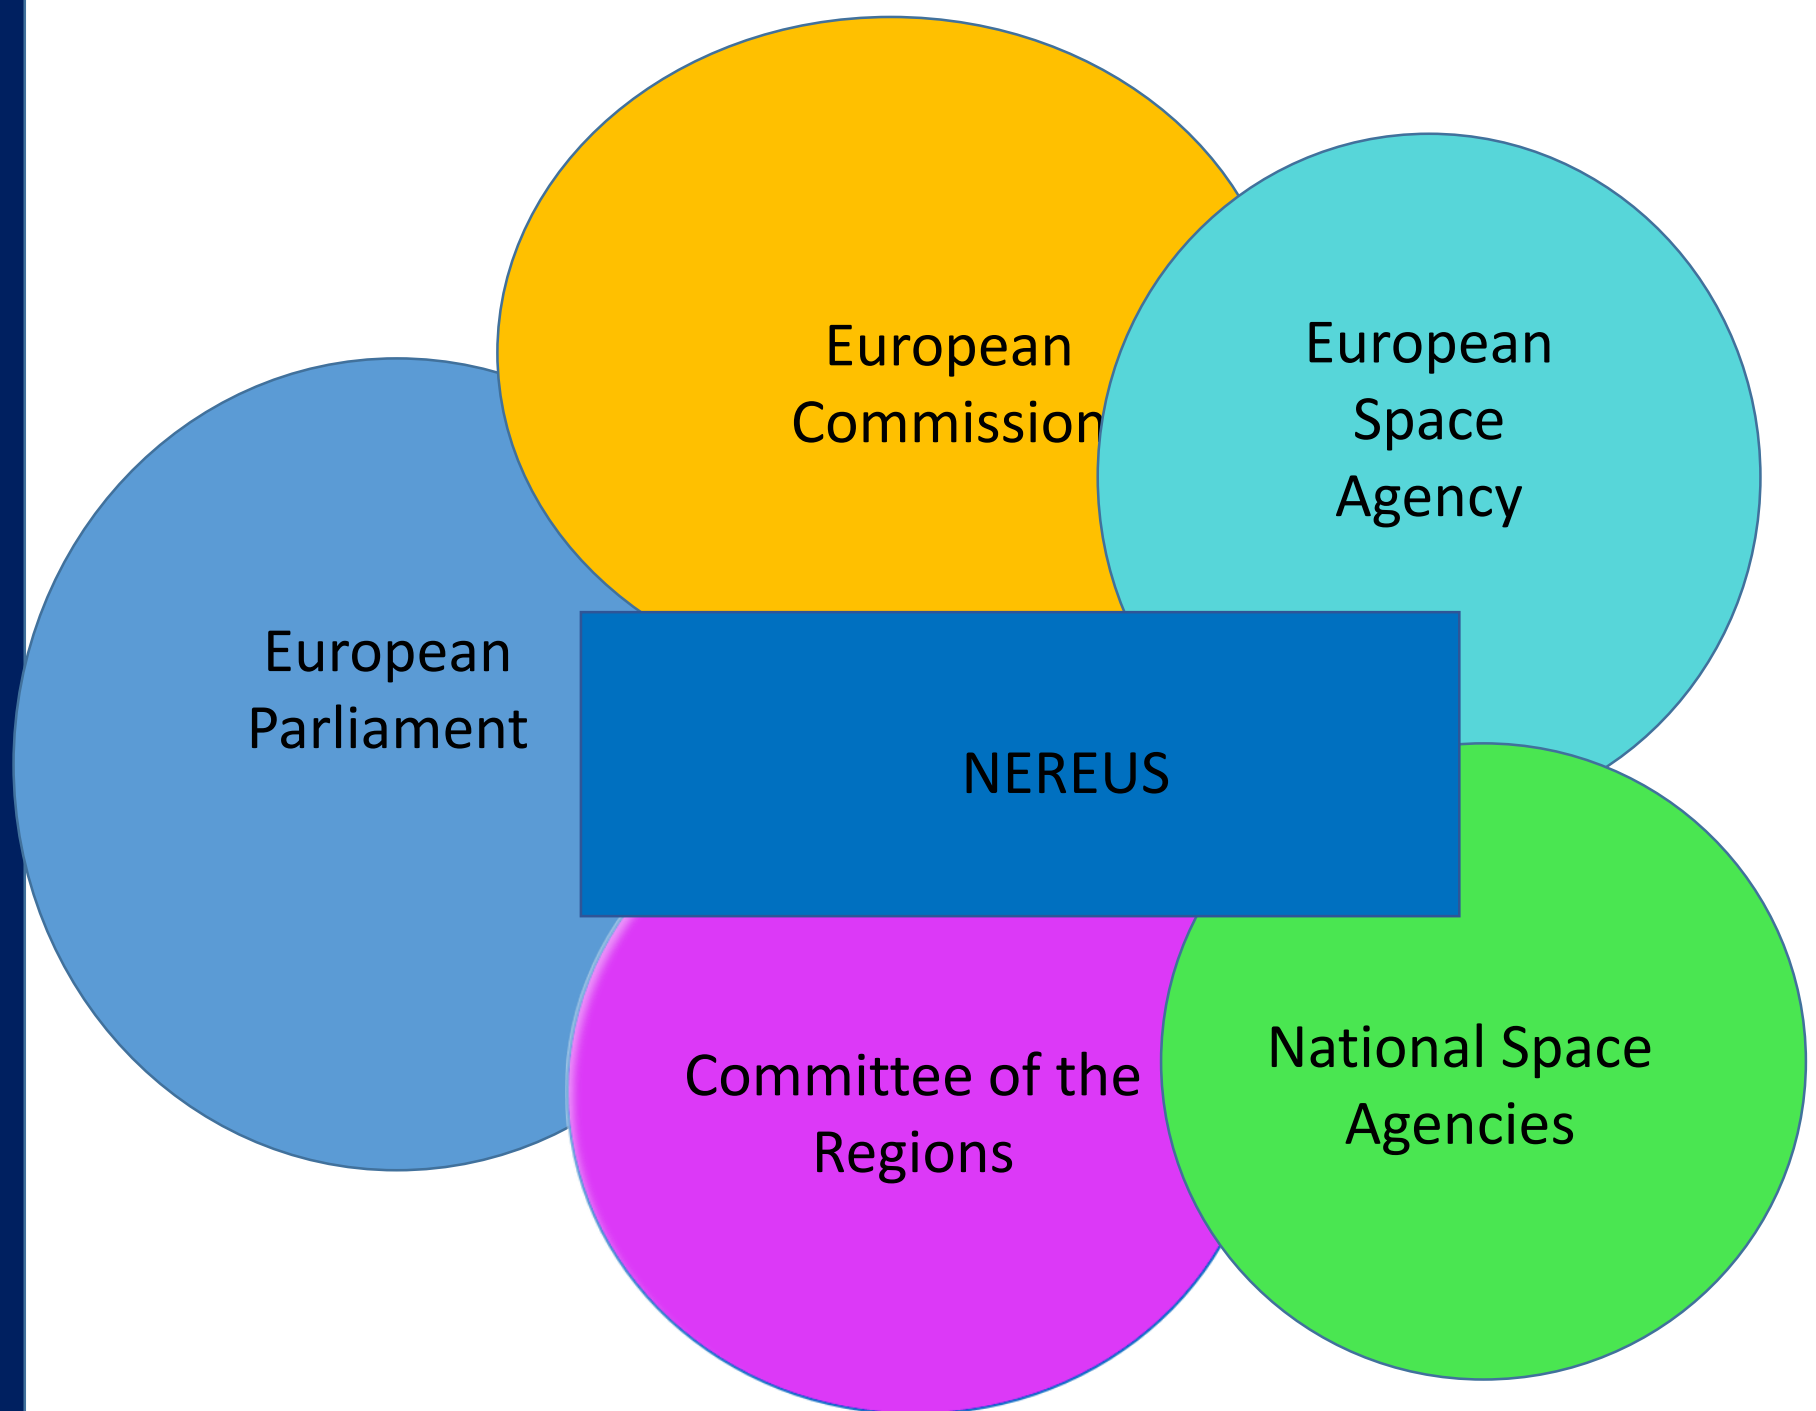 European
Commission
European
Space
Agency
European
Parliament
NEREUS
Committee of the
Regions
National Space
Agencies